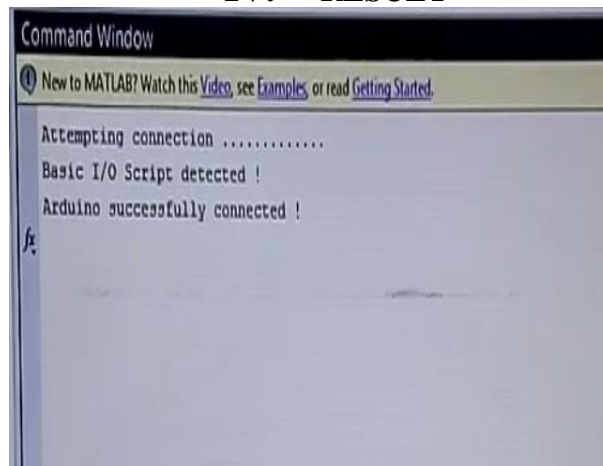 Command Window
New to MATLAB? Watch this Video, see Examples, or read Getting Started.
Attempting connection .............
Basic I/O Script detected !
Arduino successfully connected !
fx